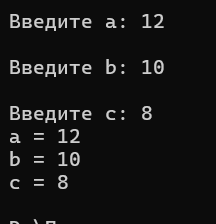 Введите a: 12
Введите b: 10
Введите c: 8
a = 12
b = 10
c = 8